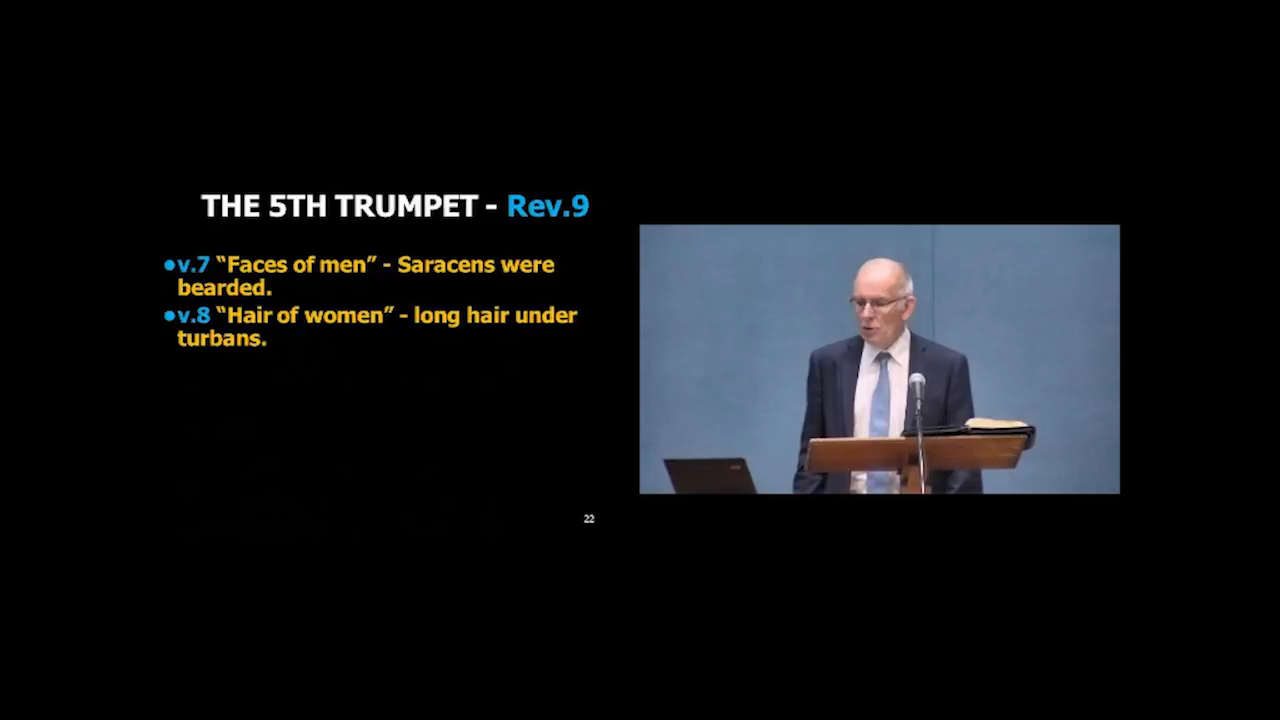 THE 5TH TRUMPET - Rev.9
●v.7 “Faces of men” - Saracens were
bearded.
●v.8 “Hair of women” - long hair under
turbans.
22